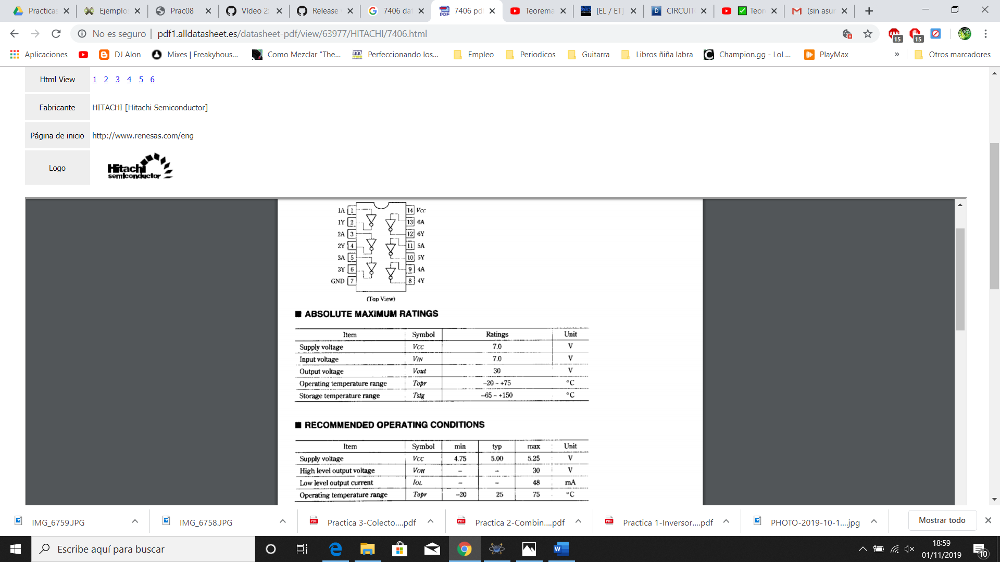 Practicas
Ejemplos
Prac08
Vídeo 2:
Release
7406 dat
7406 pdf
Teorema
[EL / ET]
CIRCUIT
Teor
(sin asun
No es seguro | pdf1.alldatasheet.es/datasheet-pdf/view/63977/HITACHI/7406.html
15
15
Aplicaciones
DJ Alon
Mixes | Freakyhous...
Como Mezclar "The...
Perfeccionando los...
Empleo
Periodicos
Guitarra
Libros ñiña labra
Champion.gg - LoL...
PlayMax
»
Otros marcadores
Html View 1 2 3 4 5 6
Fabricante HITACHI [Hitachi Semiconductor]
Página de inicio http://www.renesas.com/eng
Logo Hitachi
semiconductor
1A 1 14 Vcc
1Y 2 13 6A
2A 3 12 6Y
2Y 4 11 5A
3A 5 10 5Y
3Y 6 9 4A
GND 7 8 4Y
(Top View)
■ ABSOLUTE MAXIMUM RATINGS
Item Symbol Ratings Unit
Supply voltage VCC 7.0 V
Input voltage VIN 7.0 V
Output voltage Vout 30 V
Operating temperature range Topr –20 ~ +75 °C
Storage temperature range Tstg –65 ~ +150 °C
■ RECOMMENDED OPERATING CONDITIONS
Item Symbol min typ max Unit
Supply voltage VCC 4.75 5.00 5.25 V
High level output voltage VOH – – 30 V
Low level output current IOL – – 48 mA
Operating temperature range Topr –20 25 75 °C
IMG_6759.JPG
IMG_6758.JPG
Practica 3-Colecto....pdf
Practica 2-Combin....pdf
Practica 1-Inversor....pdf
PHOTO-2019-10-1....jpg
Mostrar todo
Escribe aquí para buscar
18:59
01/11/2019
10